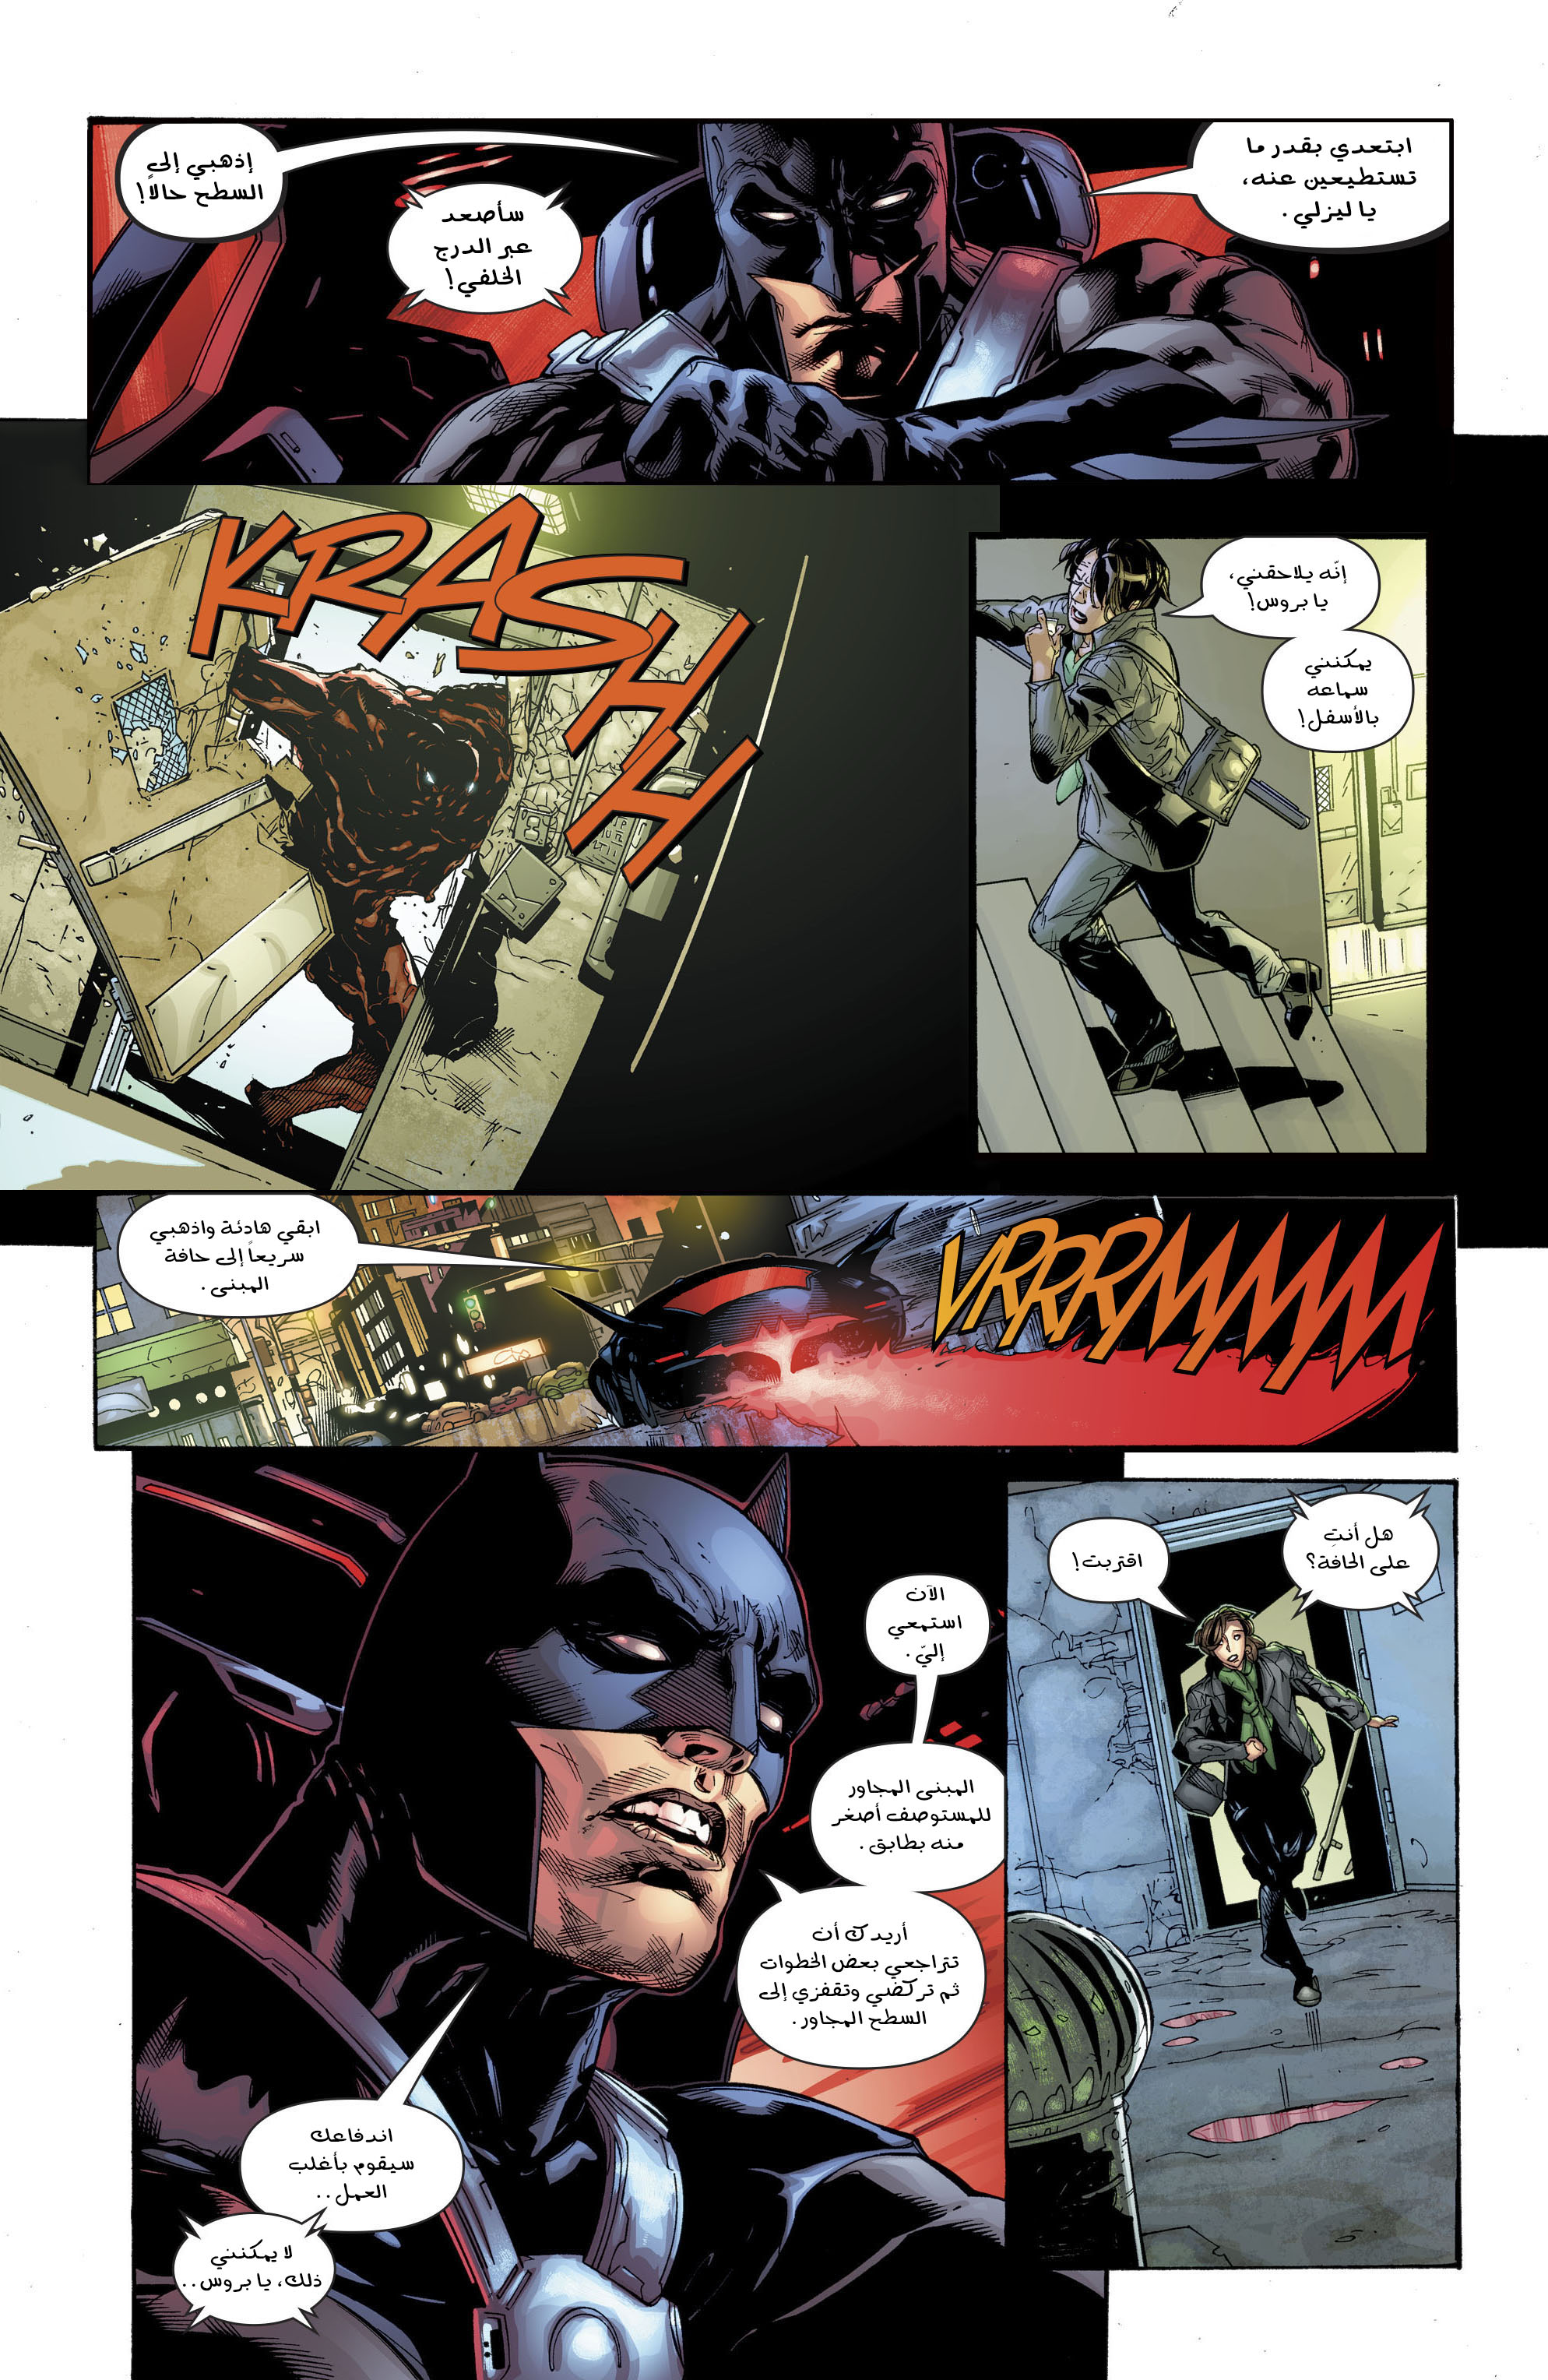 ابتعدي بقدر ما
تستطيعين عنه،
يا ليزلي.
سأصعد
عبر الدرج
الخلفي!
إذهبي إلى
السطح حالاً!
إنّه يلاحقني،
يا بروس!
يمكنني
سماعه
بالأسفل!
KRASHHH
ابقي هادئة واذهبي
سريعاً إلى حافة
المبنى.
VRRRMMMM
هل أنتِ
على الحافة؟
اقتربت!
الآن
استمعي
إليّ.
المبنى المجاور
للمستوصف أصغر
منه بطابق.
أريدك أن
تتراجعي بعض الخطوات
ثم تركضي وتقفزي إلى
السطح المجاور.
اندفاعك
سيقوم بأغلب
العمل..
لا يمكنني
ذلك، يا بروس..